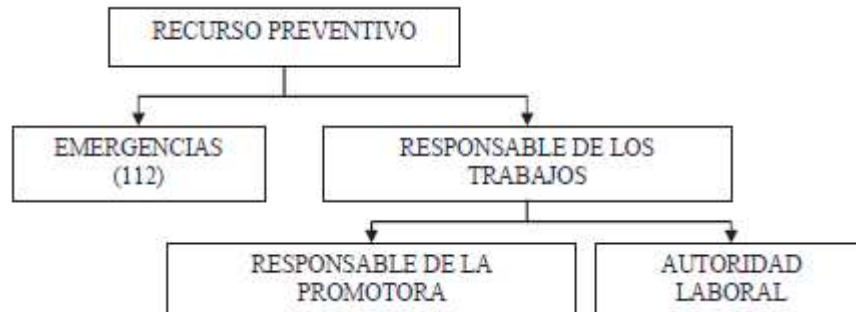 RECURSO PREVENTIVO
EMERGENCIAS
(112)
RESPONSABLE DE LOS
TRABAJOS
RESPONSABLE DE LA
PROMOTORA
AUTORIDAD
LABORAL